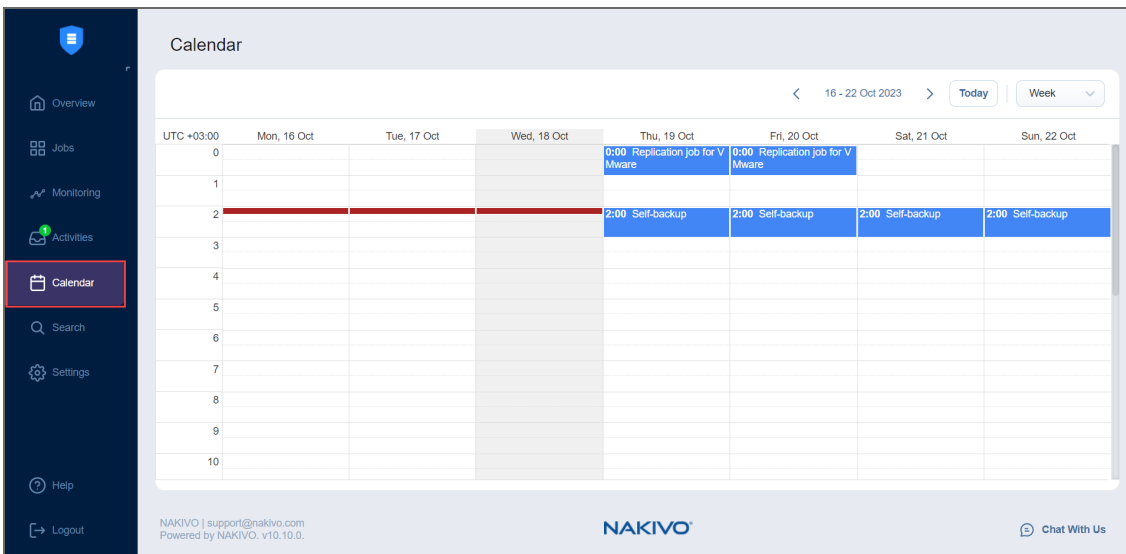 Calendar
Overview
Jobs
Monitoring
1
Activities
Calendar
Search
Settings
Help
Logout
16 - 22 Oct 2023
Today
Week
UTC +03:00 Mon, 16 Oct Tue, 17 Oct Wed, 18 Oct Thu, 19 Oct Fri, 20 Oct Sat, 21 Oct Sun, 22 Oct
0
0:00 Replication job for V
Mware
0:00 Replication job for V
Mware
1
2
2:00 Self-backup
2:00 Self-backup
2:00 Self-backup
2:00 Self-backup
3
4
5
6
7
8
9
10
NAKIVO | support@nakivo.com
Powered by NAKIVO. v10.10.0.
NAKIVO®
Chat With Us